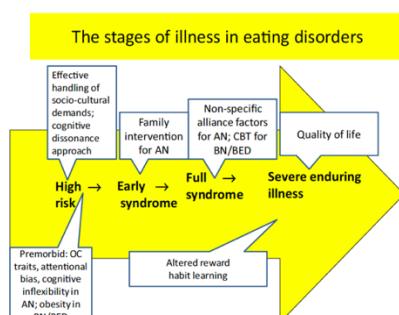 The stages of illness in eating disorders
Effective
handling of
socio-cultural
demands;
cognitive
dissonance
approach
Family
intervention
for AN
Non-specific
alliance factors
for AN; CBT for
BN/BED
Quality of life
High →
risk
Early →
syndrome
Full →
syndrome
Severe enduring
illness
Premorbid: OC
traits, attentional
bias, cognitive
inflexibility in
AN; obesity in
BN/BED
Altered reward
habit learning